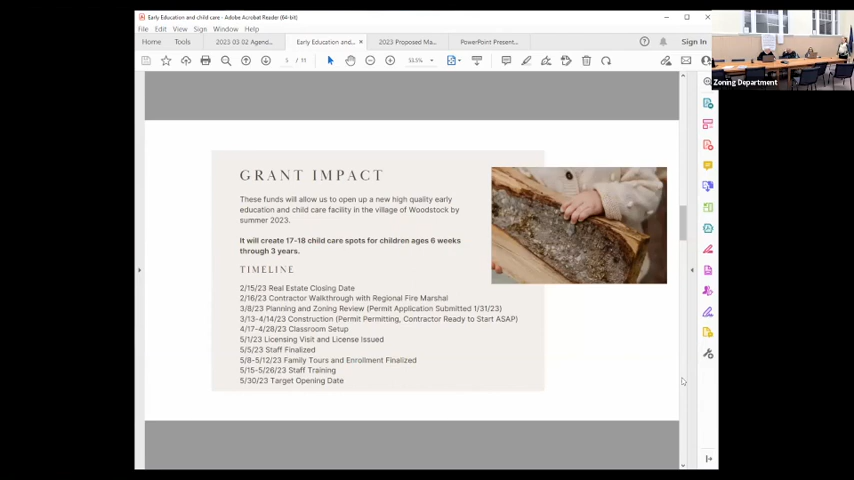 Early Education and child care - Adobe Acrobat Reader (64-bit)
File Edit View Sign Window Help
Home Tools 2023 03 02 Agend... Early Education and... × 2023 Proposed Ma... PowerPoint Present... Sign In
5 / 11 53.5%
Zoning Department
GRANT IMPACT
These funds will allow us to open up a new high quality early
education and child care facility in the village of Woodstock by
summer 2023.
It will create 17-18 child care spots for children ages 6 weeks
through 3 years.
TIMELINE
2/15/23 Real Estate Closing Date
2/16/23 Contractor Walkthrough with Regional Fire Marshal
3/8/23 Planning and Zoning Review (Permit Application Submitted 1/31/23)
3/13-4/14/23 Construction (Permit Permitting, Contractor Ready to Start ASAP)
4/17-4/28/23 Classroom Setup
5/1/23 Licensing Visit and License Issued
5/5/23 Staff Finalized
5/8-5/12/23 Family Tours and Enrollment Finalized
5/15-5/26/23 Staff Training
5/30/23 Target Opening Date